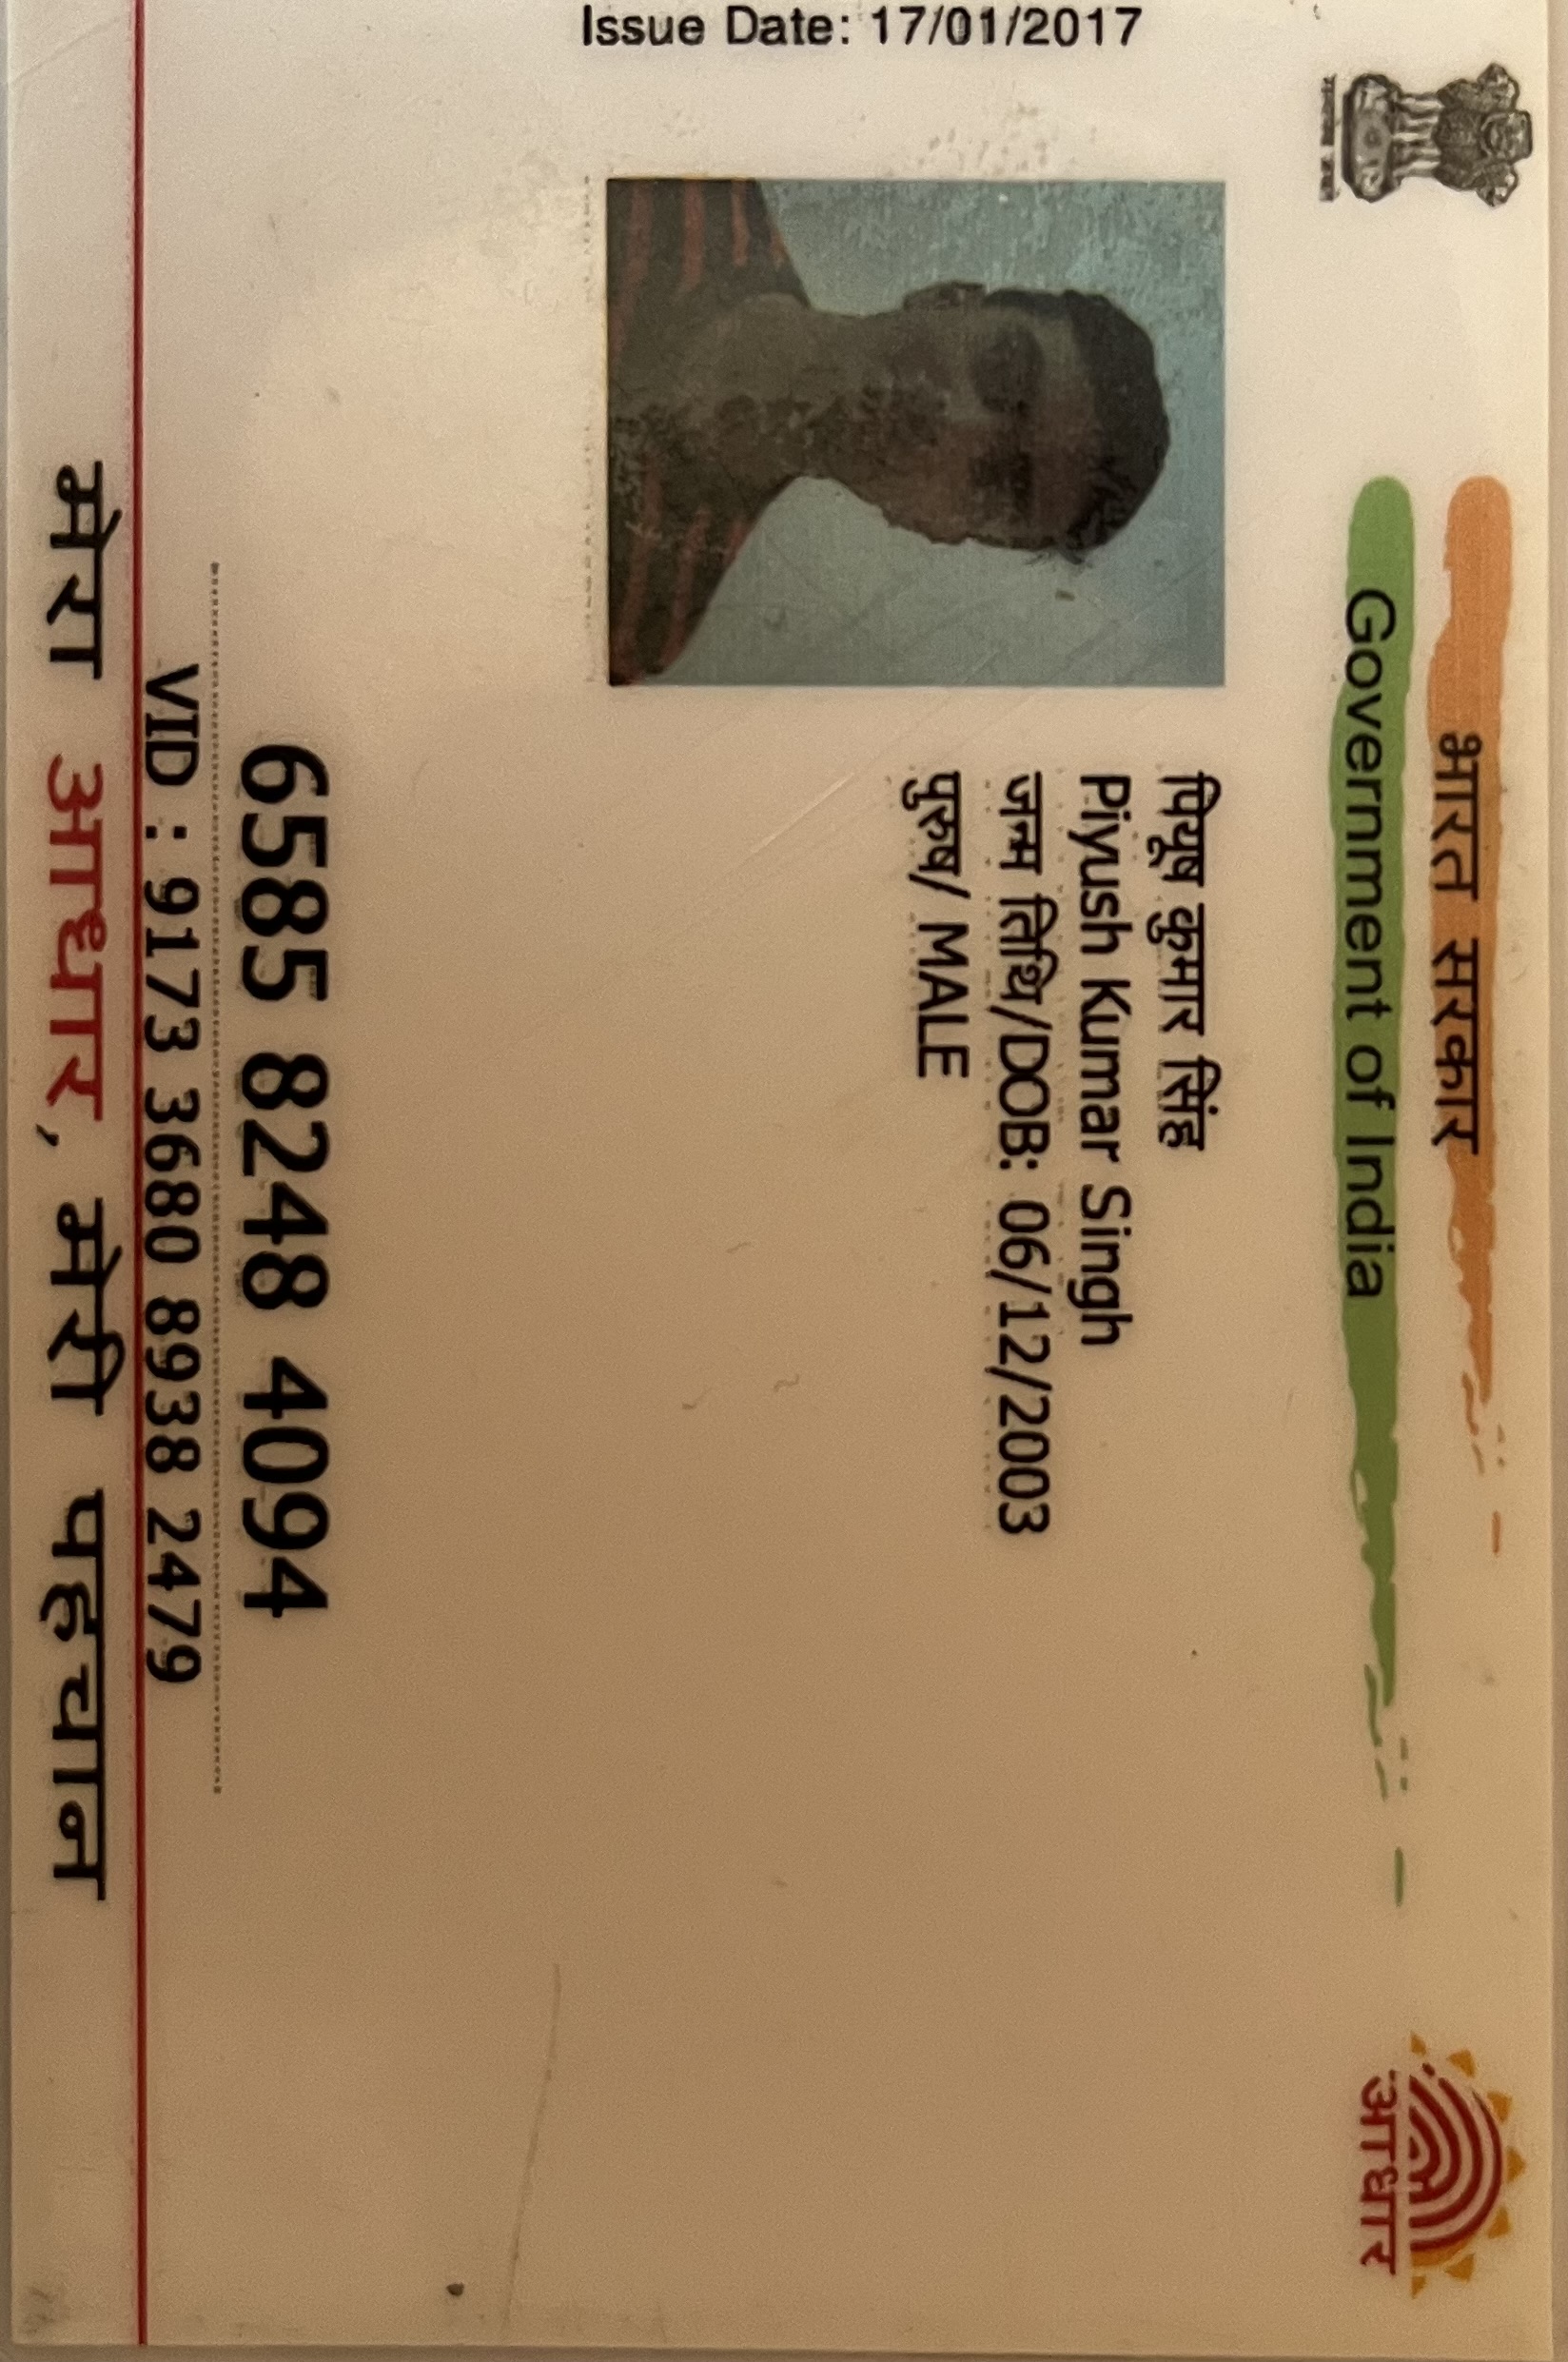 भारत सरकार
Government of India
Issue Date: 17/01/2017
पियूष कुमार सिंह
Piyush Kumar Singh
जन्म तिथि/DOB: 06/12/2003
पुरुष/ MALE
आधार
6585 8248 4094
VID : 9173 3680 8938 2479
मेरा आधार, मेरी पहचान